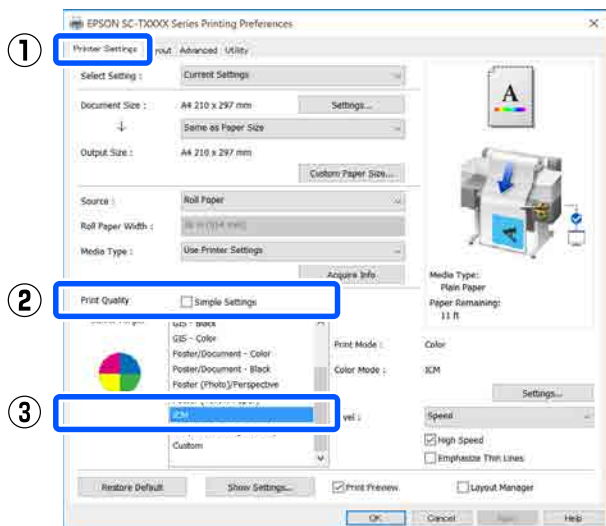 EPSON SC-TXXXX Series Printing Preferences
①
Printer Settings yout Advanced Utility
Select Setting : Current Settings
Document Size : A4 210 x 297 mm Settings...
Same as Paper Size
Output Size : A4 210 x 297 mm
Custom Paper Size...
Source : Roll Paper
Roll Paper Width :
Media Type : Use Printer Settings
Acquire Info
Media Type:
Plain Paper
Paper Remaining:
11 ft
②
Print Quality Simple Settings
GIS - Black
GIS - Color
Poster/Document - Color
Poster/Document - Black
Poster (Photo)/Perspective
Print Mode : Color
Color Mode : ICM
Settings...
③
ICM
vel : Speed
Custom
High Speed
Emphasize Thin Lines
Restore Default Show Settings... Print Preview Layout Manager
OK Cancel Help
A